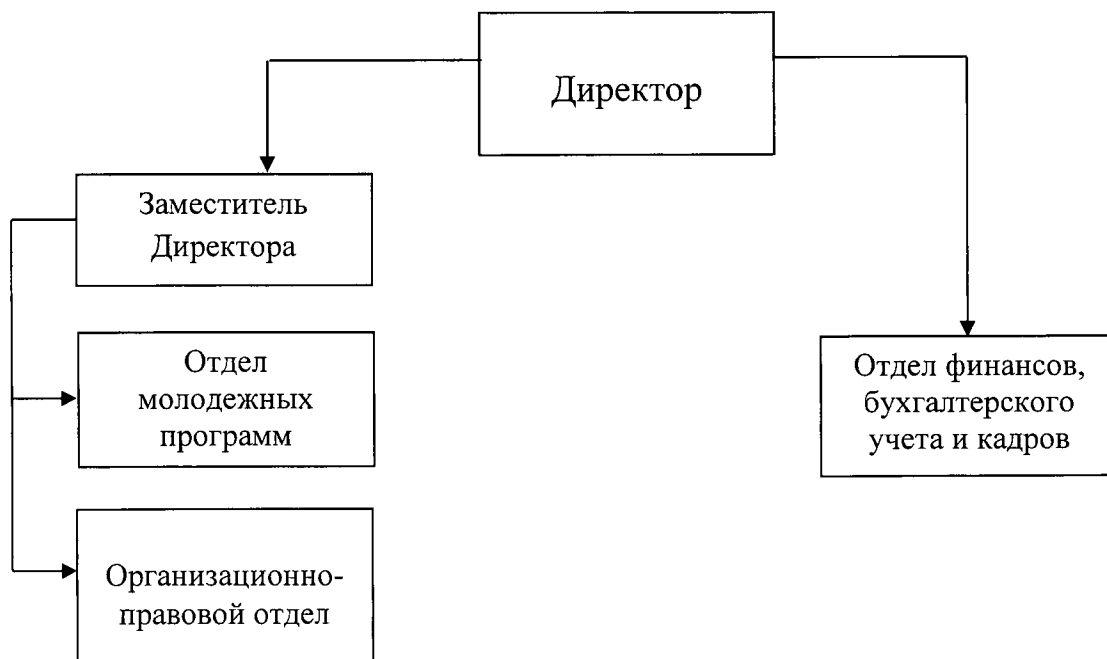 Директор
Заместитель
Директора
Отдел
молодежных
программ
Отдел финансов,
бухгалтерского
учета и кадров
Организационно-
правовой отдел